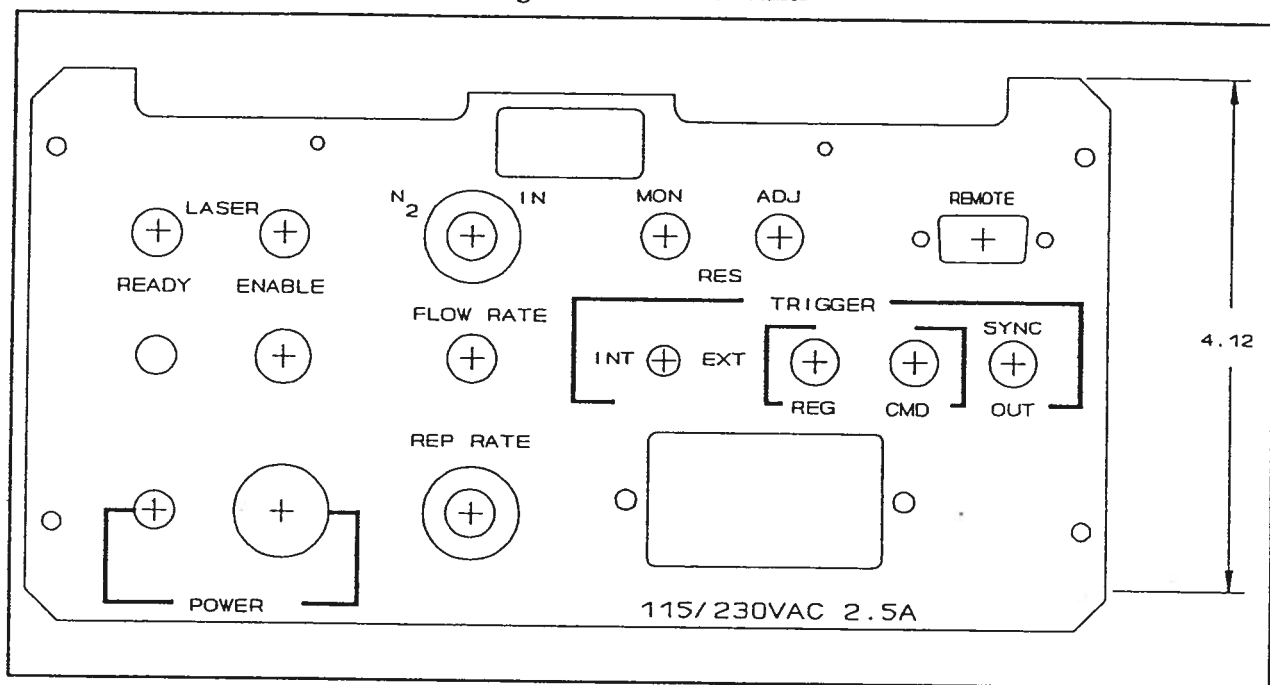 LASER
READY ENABLE
N2 IN
MON ADJ
RES
REMOTE
FLOW RATE
TRIGGER
INT EXT
REG CMD
SYNC
OUT
4.12
REP RATE
POWER
115/230VAC 2.5A